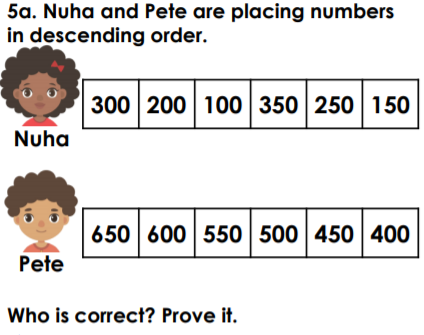 5a. Nuha and Pete are placing numbers
in descending order.
300 200 100 350 250 150
Nuha
650 600 550 500 450 400
Pete
Who is correct? Prove it.